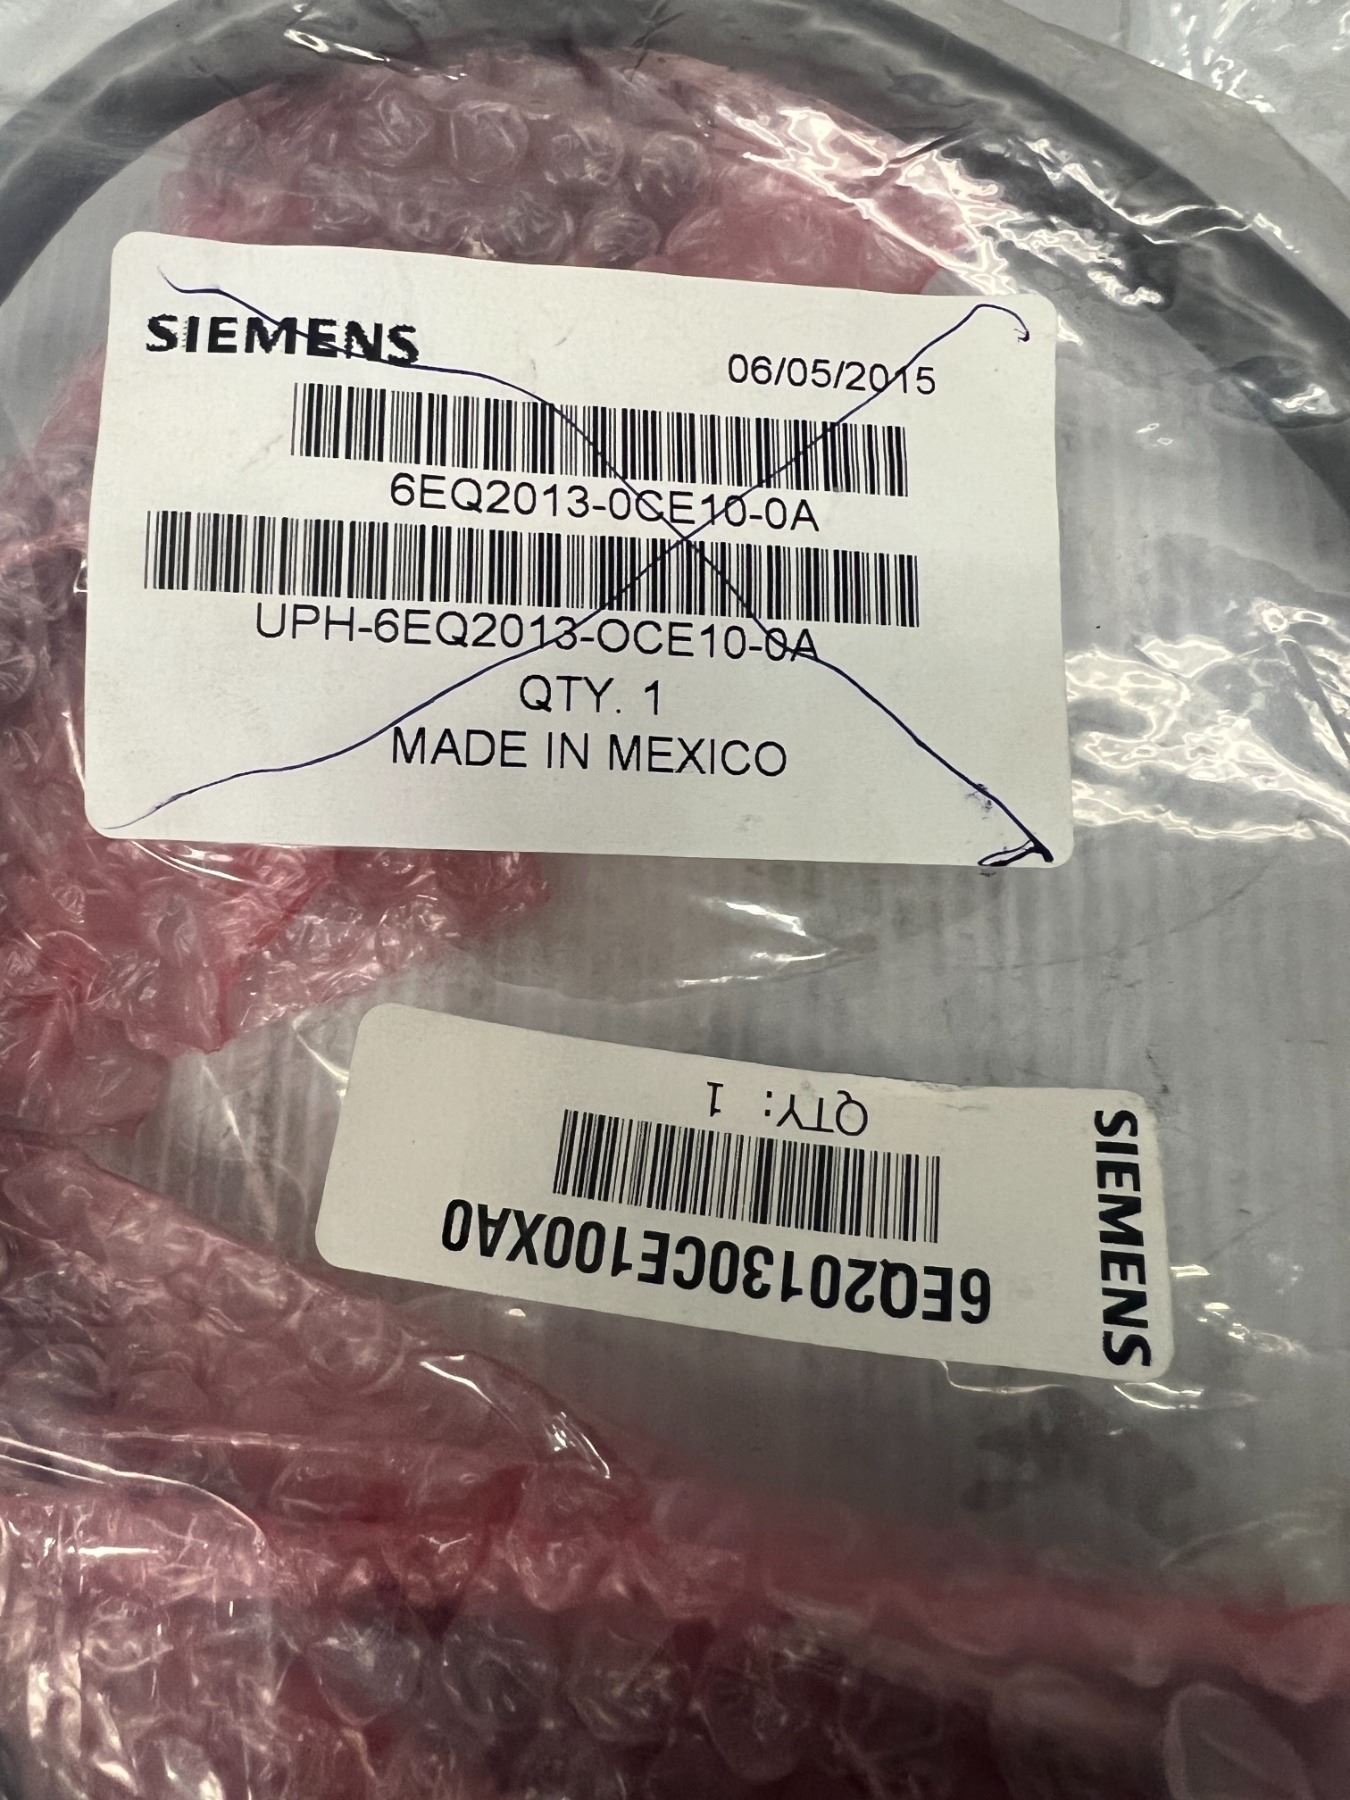 SIEMENS
06/05/2015
6EQ2013-0CE10-0A
UPH-6EQ2013-OCE10-0A
QTY. 1
MADE IN MEXICO
SIEMENS
6EQ20130CE100XA0
QTY: 1